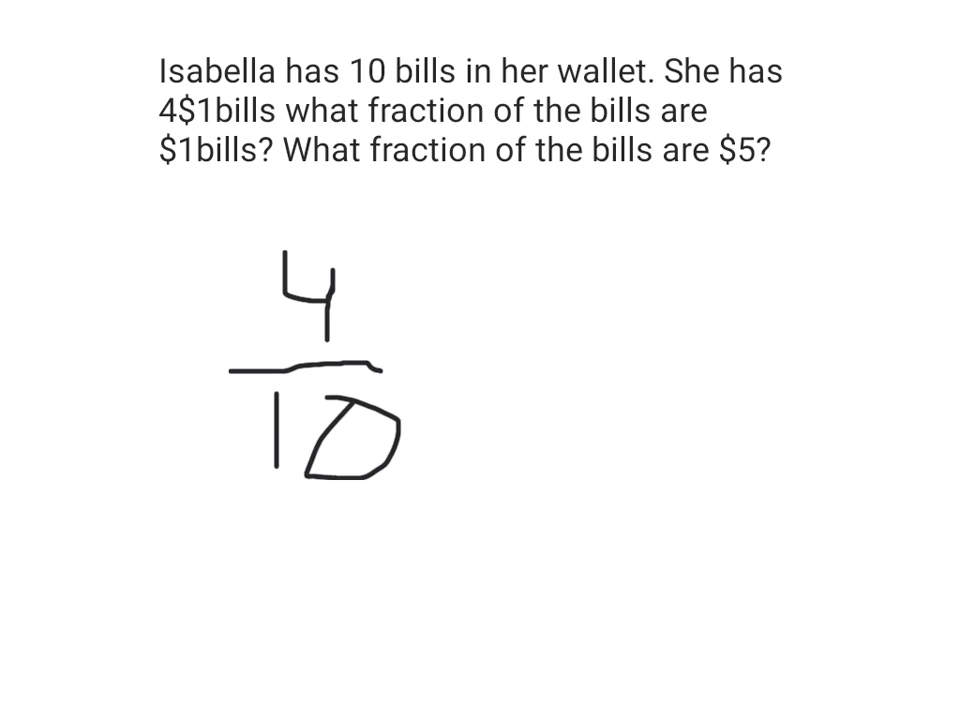 Isabella has 10 bills in her wallet. She has
4$1bills what fraction of the bills are
$1bills? What fraction of the bills are $5?
4
10